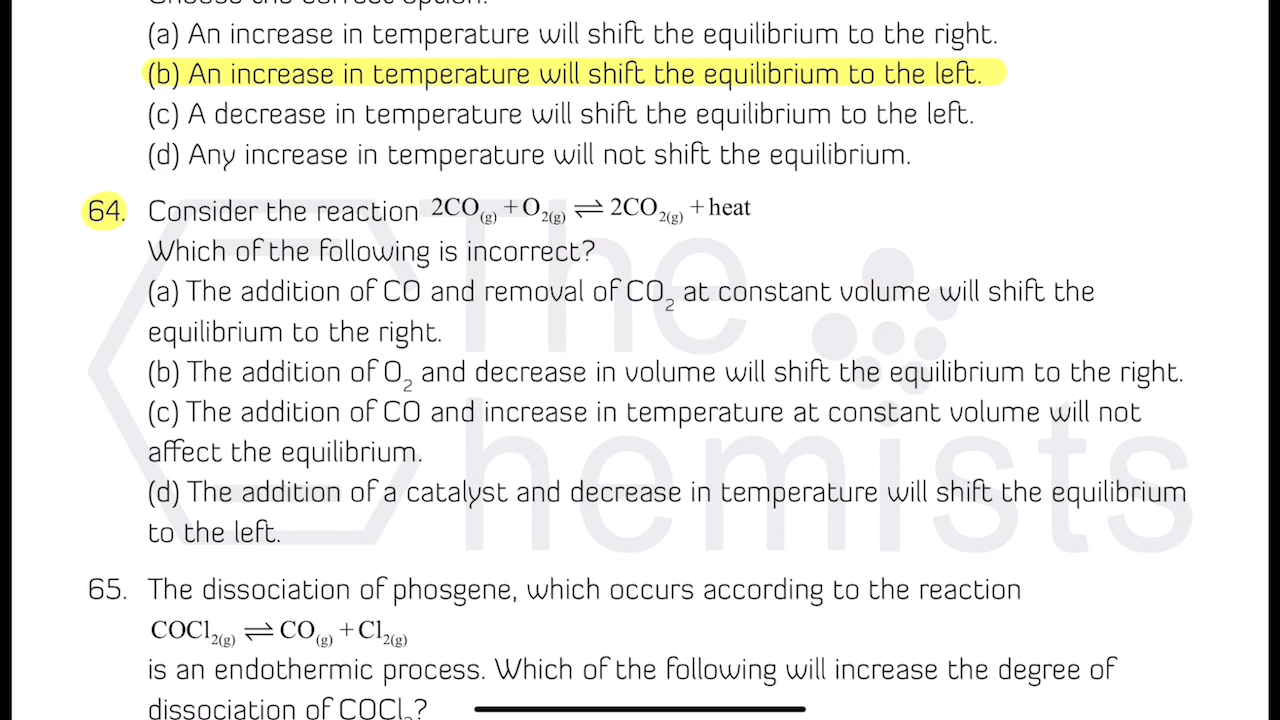 Choose the correct option:
(a) An increase in temperature will shift the equilibrium to the right.
(b) An increase in temperature will shift the equilibrium to the left.
(c) A decrease in temperature will shift the equilibrium to the left.
(d) Any increase in temperature will not shift the equilibrium.
64. Consider the reaction 2CO(g) + O2(g) ⇌ 2CO2(g) + heat
Which of the following is incorrect?
(a) The addition of CO and removal of CO2 at constant volume will shift the
equilibrium to the right.
(b) The addition of O2 and decrease in volume will shift the equilibrium to the right.
(c) The addition of CO and increase in temperature at constant volume will not
affect the equilibrium.
(d) The addition of a catalyst and decrease in temperature will shift the equilibrium
to the left.
65. The dissociation of phosgene, which occurs according to the reaction
COCl2(g) ⇌ CO(g) + Cl2(g)
is an endothermic process. Which of the following will increase the degree of
dissociation of COCl2?
The
Chemists